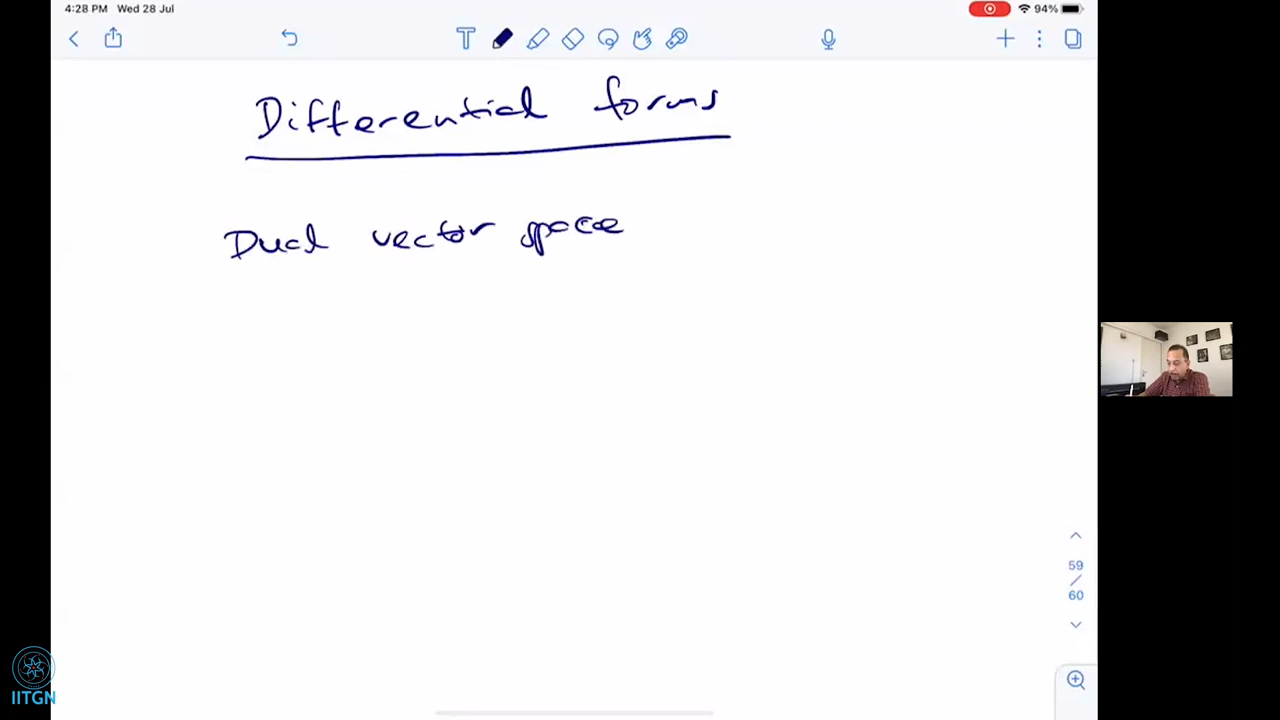 4:28 PM Wed 28 Jul
94%
T
Differential forms
Dual vector space
59
/
60
IITGN